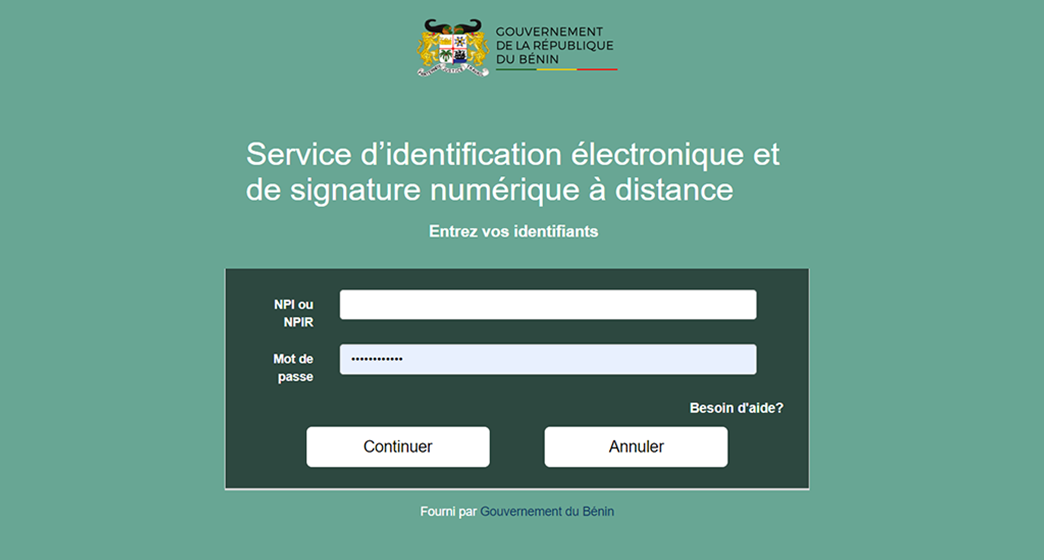 GOUVERNEMENT
DE LA RÉPUBLIQUE
DU BÉNIN
Service d’identification électronique et
de signature numérique à distance
Entrez vos identifiants
NPI ou
NPIR
Mot de
passe
••••••••••••
Besoin d'aide?
Continuer
Annuler
Fourni par Gouvernement du Bénin